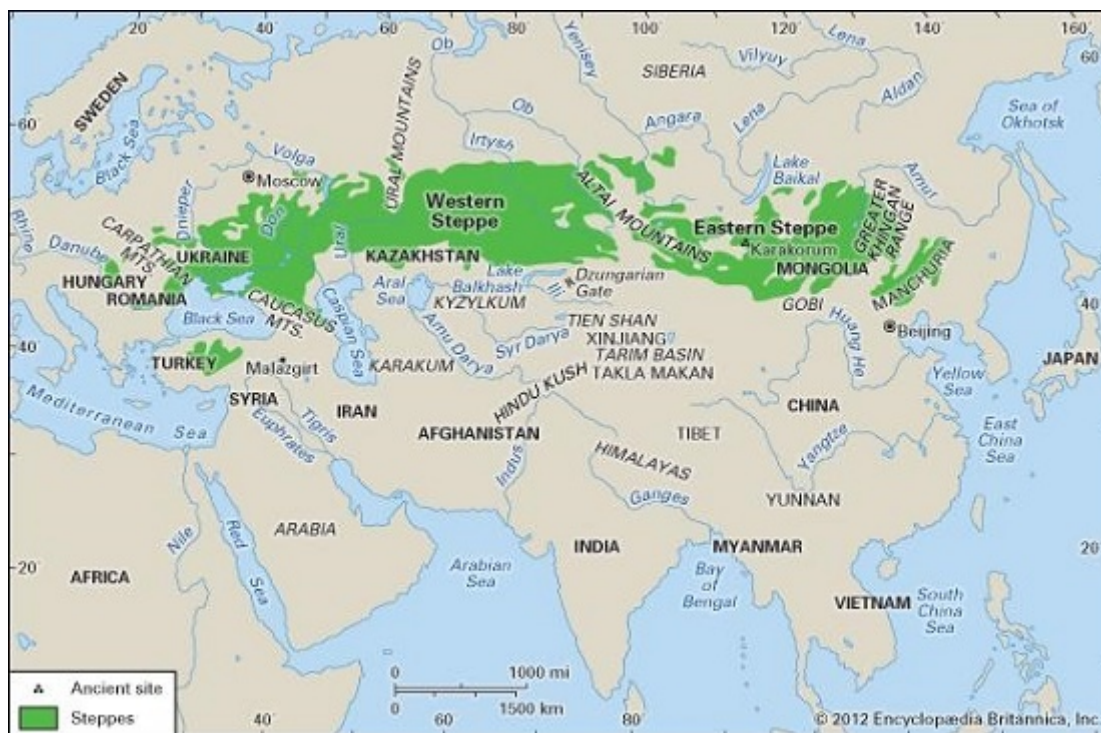 20
40
60
80
100
120
140
160
60
40
20
60
40
20
40
60
80
100
120
SWEDEN
Black Sea
Ob
Yenisey
SIBERIA
Vilyuy
Lena
Aldan
Sea of
Okhotsk
Volga
Moscow
URAL MOUNTAINS
Ob
Irtysh
Angara
Lena
Lake
Baikal
Amut
Rhine
Dnieper
Don
Western
Steppe
ALTAI MOUNTAINS
Eastern Steppe
Karakorum
GREATER
KHINGAN
RANGE
Danube
CARPATHIAN
MTS.
UKRAINE
Ural
KAZAKHSTAN
MONGOLIA
MANCHURIA
HUNGARY
ROMANIA
CAUCASUS
MTS.
Caspian Sea
Aral
Sea
Lake
Balkhash
Ili
Dzungarian
Gate
GOBI
Black Sea
KYZYLKUM
Amu Darya
Syr Darya
TIEN SHAN
XINJIANG
TARIM BASIN
TAKLA MAKAN
Huang He
Beijing
JAPAN
TURKEY
Malazgirt
KARAKUM
HINDU KUSH
Yellow
Sea
Mediterranean Sea
SYRIA
Euphrates
Tigris
IRAN
AFGHANISTAN
TIBET
CHINA
East
China
Sea
Indus
HIMALAYAS
Ganges
Yangtze
YUNNAN
Nile
Red
Sea
ARABIA
Arabian
Sea
INDIA
MYANMAR
Bay
of
Bengal
VIETNAM
South
China
Sea
AFRICA
0 1000 mi
0 1500 km
Ancient site
Steppes
© 2012 Encyclopædia Britannica, Inc.